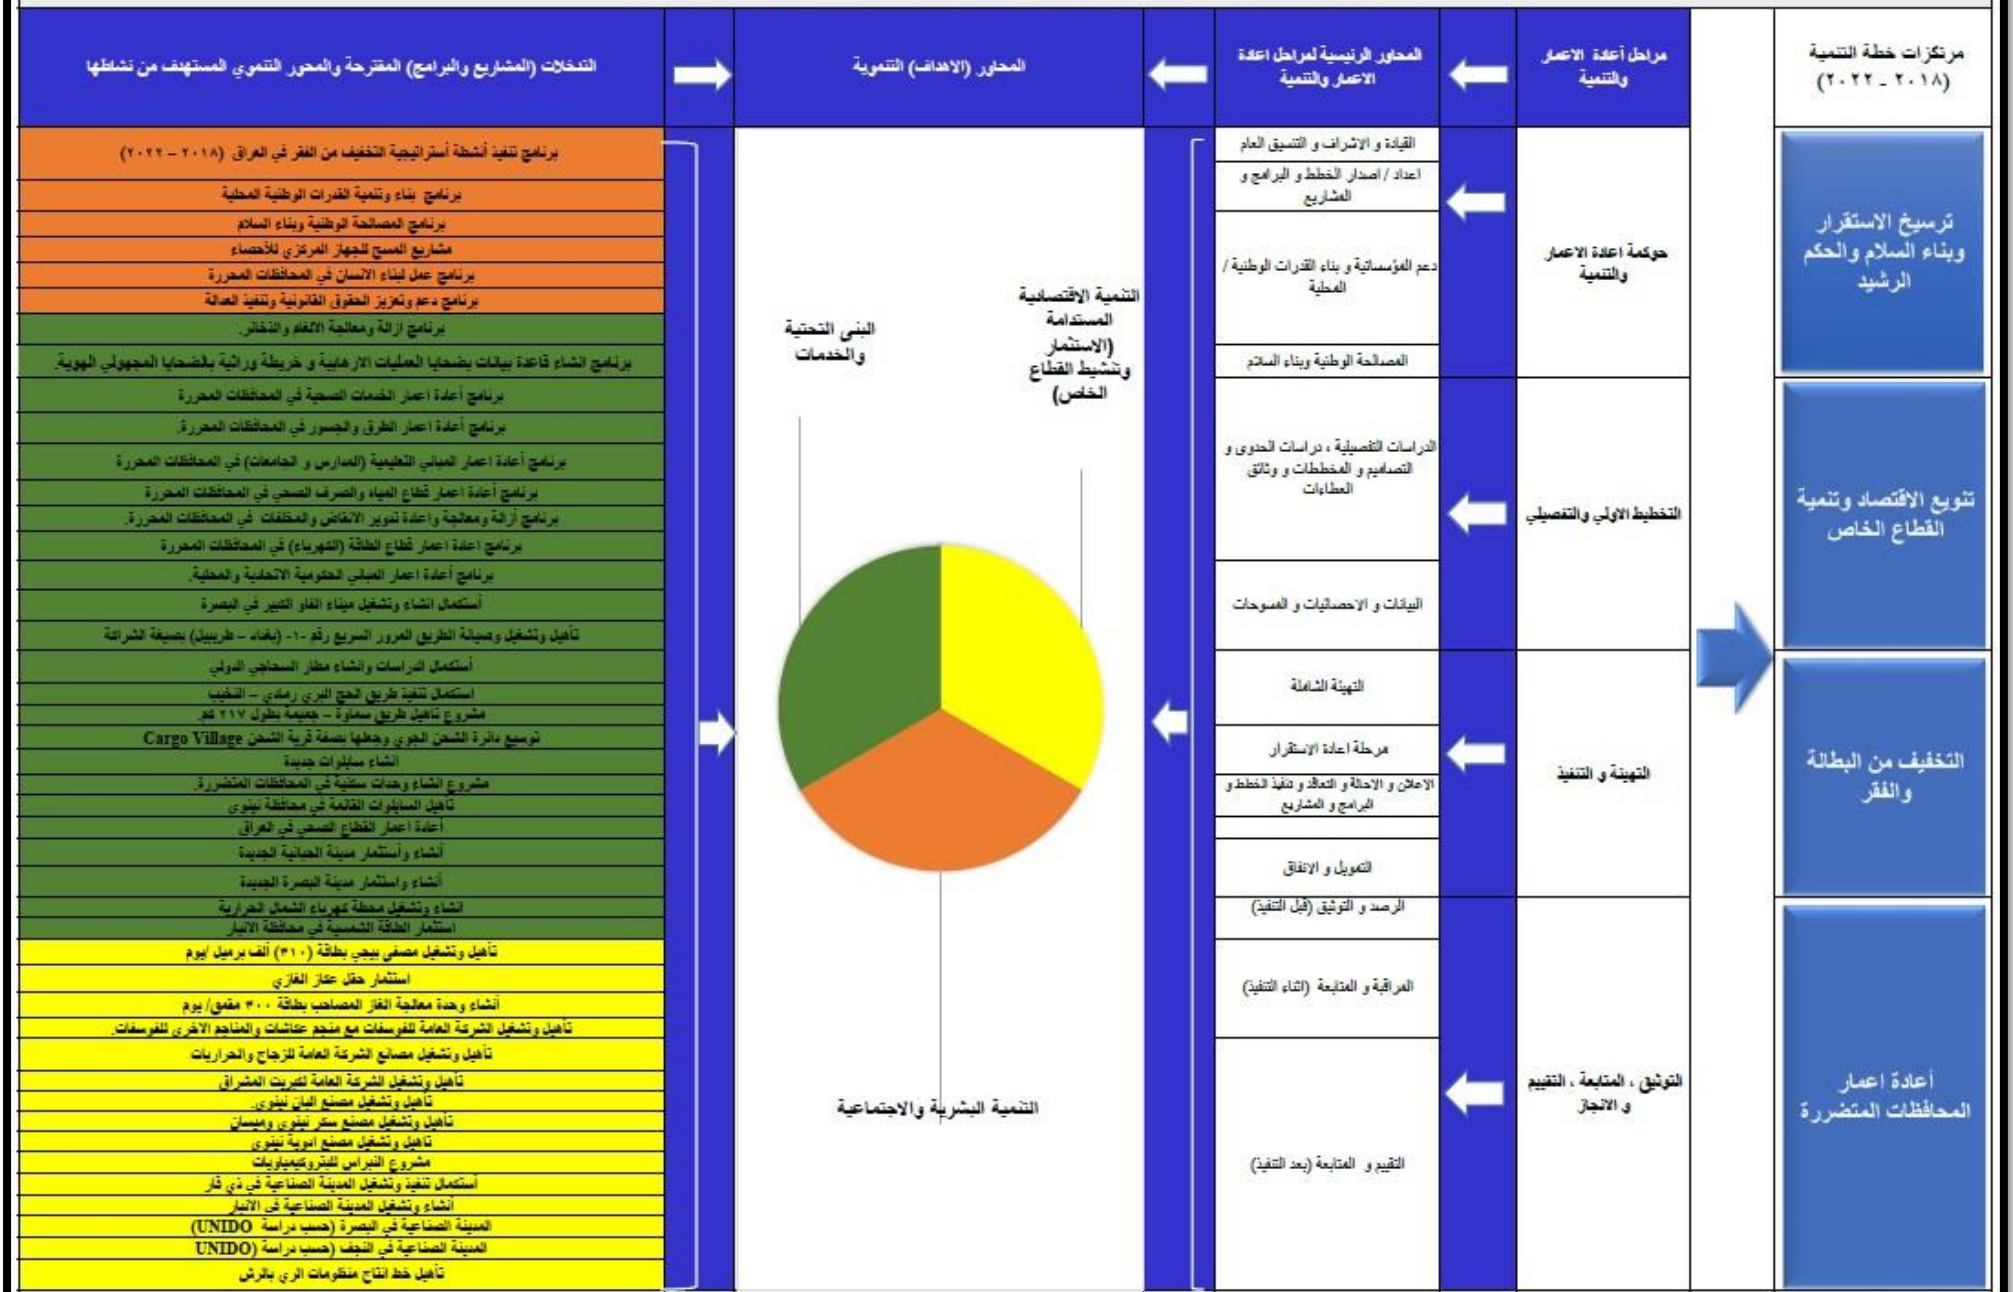 مرتكزات خطة التنمية
(٢٠١٨ - ٢٠٢٢)
مراحل أعادة الاعمار
والتنمية
المحاور الرئيسية لمراحل اعادة
الاعمار والتنمية
المحاور (الاهداف) التنموية
التدخلات (المشاريع والبرامج) المقترحة والمحور التنموي المستهدف من نشاطها
ترسيخ الاستقرار
وبناء السلام والحكم
الرشيد
تنويع الاقتصاد وتنمية
القطاع الخاص
التخفيف من البطالة
والفقر
أعادة اعمار
المحافظات المتضررة
حوكمة اعادة الاعمار
والتنمية
التخطيط الاولي والتفصيلي
التهيئة و التنفيذ
التوثيق ، المتابعة ، التقييم
و الانجاز
القيادة و الاشراف و التنسيق العام
اعداد / اصدار الخطط و البرامج و
المشاريع
دعم المؤسساتية و بناء القدرات الوطنية /
المحلية
المصالحة الوطنية وبناء السلام
الدراسات التفصيلية ، دراسات الجدوى و
التصاميم و المخططات و وثائق
العطاءات
البيانات و الاحصائيات و المسوحات
التهيئة الشاملة
مرحلة اعادة الاستقرار
الاعلان و الاحالة و التعاقد و تنفيذ الخطط و
البرامج و المشاريع
التمويل و الانفاق
الرصد و التوثيق (قبل التنفيذ)
المراقبة و المتابعة (اثناء التنفيذ)
التقييم و المتابعة (بعد التنفيذ)
التنمية الاقتصادية
المستدامة
(الاستثمار
وتنشيط القطاع
الخاص)
البنى التحتية
والخدمات
التنمية البشرية والاجتماعية
برنامج تنفيذ أنشطة أستراتيجية التخفيف من الفقر في العراق (٢٠١٨ – ٢٠٢٢)
برنامج بناء وتنمية القدرات الوطنية المحلية
برنامج المصالحة الوطنية وبناء السلام
مشاريع المسح للجهاز المركزي للأحصاء
برنامج عمل لبناء الانسان في المحافظات المحررة
برنامج دعم وتعزيز الحقوق القانونية وتنفيذ العدالة
برنامج ازالة ومعالجة الالغام والذخائر.
برنامج انشاء قاعدة بيانات بضحايا العمليات الارهابية و خريطة وراثية بالضحايا المجهولي الهوية.
برنامج أعادة اعمار الخدمات الصحية في المحافظات المحررة
برنامج أعادة اعمار الطرق والجسور في المحافظات المحررة.
برنامج أعادة اعمار المباني التعليمية (المدارس و الجامعات) في المحافظات المحررة
برنامج أعادة اعمار قطاع المياه والصرف الصحي في المحافظات المحررة
برنامج أزالة ومعالجة واعادة تدوير الانقاض والمخلفات في المحافظات المحررة.
برنامج اعادة اعمار قطاع الطاقة (الكهرباء) في المحافظات المحررة
برنامج أعادة اعمار المباني الحكومية الاتحادية والمحلية.
أستكمال انشاء وتشغيل ميناء الفاو الكبير في البصرة
تأهيل وتشغيل وصيانة الطريق المرور السريع رقم -١- (بغداد – طريبيل) بصيغة الشراكة
أستكمال الدراسات وانشاء مطار السحاجي الدولي
استكمال تنفيذ طريق الحج البري رمادي – النخيب
مشروع تاهيل طريق سماوة – جميمة بطول ٢١٧ كم.
توسيع دائرة الشحن الجوي وجعلها بصفة قرية الشحن Cargo Village
انشاء سايلوات جديدة
مشروع انشاء وحدات سكنية في المحافظات المتضررة.
تاهيل السايلوات القائمة في محافظة نينوى
أعادة اعمار القطاع الصحي في العراق
أنشاء وأستثمار مدينة الحبانية الجديدة
أنشاء واستثمار مدينة البصرة الجديدة
انشاء وتشغيل محطة كهرباء الشمال الحرارية
استثمار الطاقة الشمسية في محافظة الانبار
تأهيل وتشغيل مصفى بيجي بطاقة (٣١٠) ألف برميل /يوم
استثمار حقل عكاز الغازي
أنشاء وحدة معالجة الغاز المصاحب بطاقة ٣٠٠ مقمق/ يوم
تأهيل وتشغيل الشركة العامة للفوسفات مع منجم عكاشات والمناجم الاخرى للفوسفات.
تأهيل وتشغيل مصانع الشركة العامة للزجاج والحراريات
تأهيل وتشغيل الشركة العامة لكبريت المشراق
تأهيل وتشغيل مصنع البان نينوى.
تأهيل وتشغيل مصنع سكر نينوى وميسان
تاهيل وتشغيل مصنع ادوية نينوى
مشروع النبراس للبتروكيمياويات
أستكمال تنفيذ وتشغيل المدينة الصناعية في ذي قار
أنشاء وتشغيل المدينة الصناعية في الانبار
المدينة الصناعية في البصرة (حسب دراسة UNIDO)
المدينة الصناعية في النجف (حسب دراسة (UNIDO
تأهيل خط انتاج منظومات الري بالرش